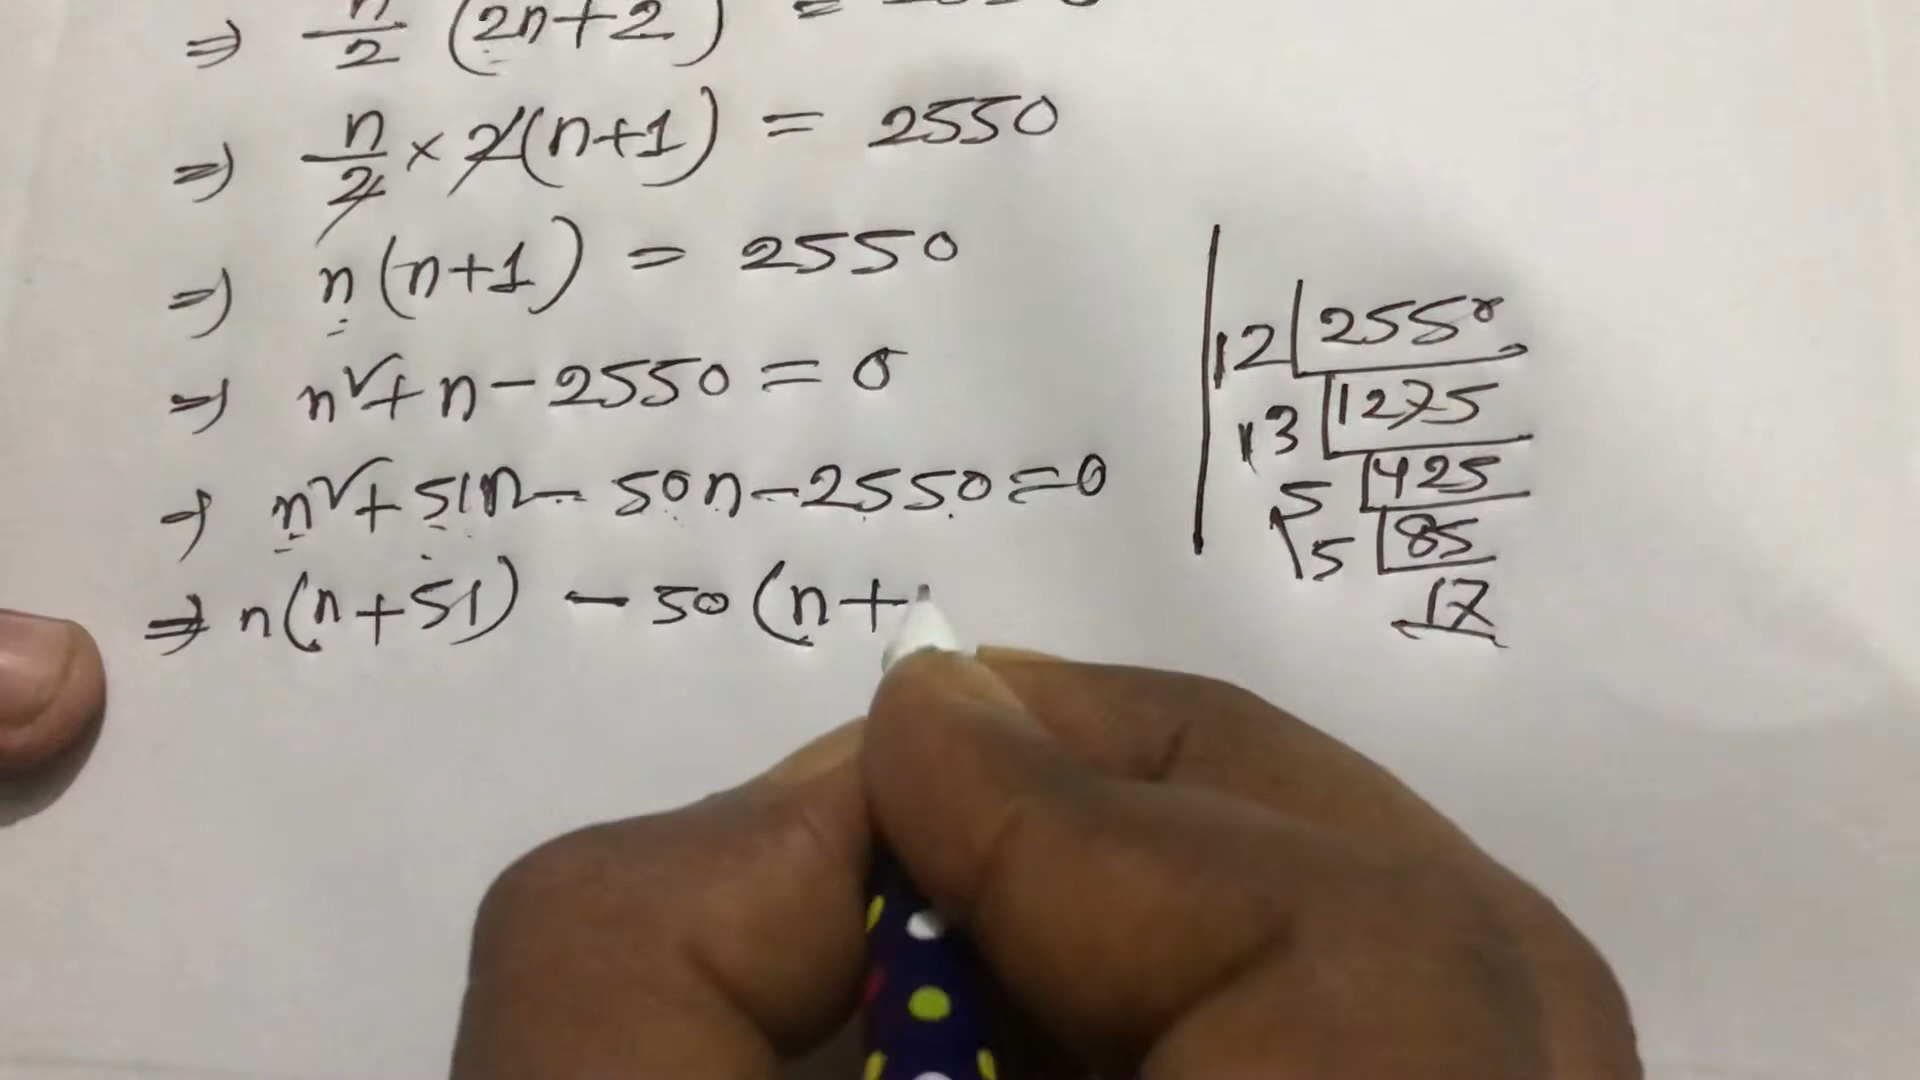 ⇒ n/2 (2n+2) =
⇒ n/2 × 2(n+1) = 2550
⇒ n(n+1) = 2550
⇒ n²+n-2550=0
⇒ n²+51n-50n-2550=0
⇒ n(n+51) -50(n+
2 2550
3 1275
5 425
5 85
17